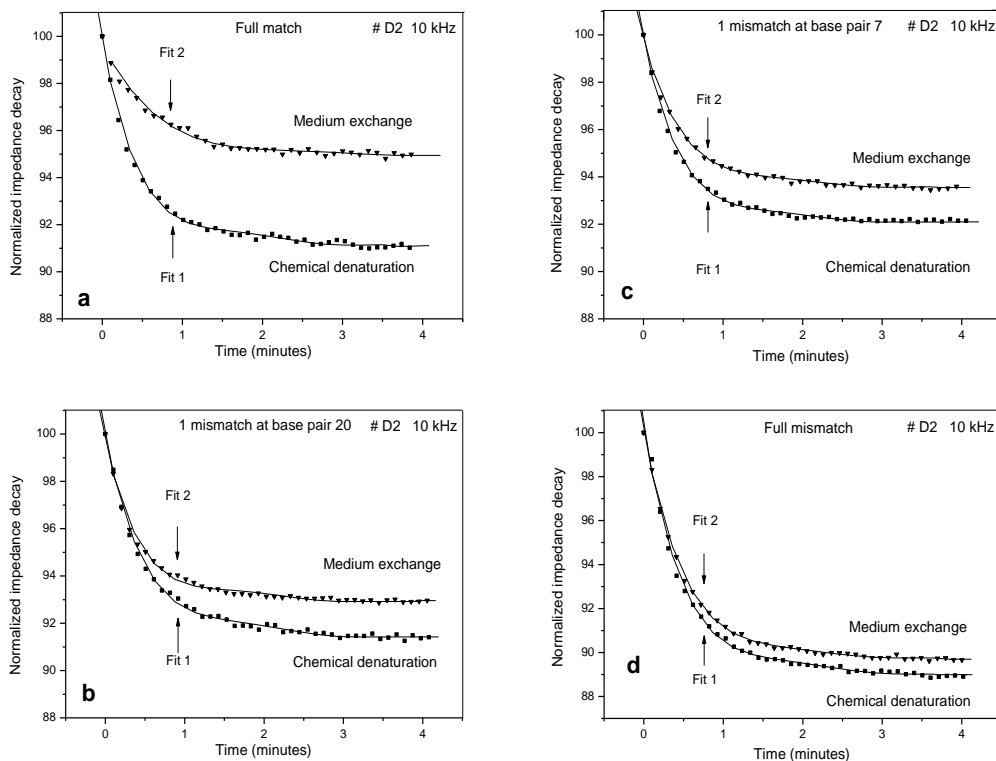 Full match
# D2 10 kHz
Fit 2
Medium exchange
Fit 1
Chemical denaturation
a
Normalized impedance decay
100
98
96
94
92
90
88
0
1
2
3
4
Time (minutes)
1 mismatch at base pair 7
# D2 10 kHz
Fit 2
Medium exchange
Fit 1
Chemical denaturation
c
Normalized impedance decay
100
98
96
94
92
90
88
0
1
2
3
4
Time (minutes)
1 mismatch at base pair 20
# D2 10 kHz
Fit 2
Medium exchange
Fit 1
Chemical denaturation
b
Normalized impedance decay
100
98
96
94
92
90
88
0
1
2
3
4
Time (minutes)
Full mismatch
# D2 10 kHz
Fit 2
Medium exchange
Fit 1
Chemical denaturation
d
Normalized impedance decay
100
98
96
94
92
90
88
0
1
2
3
4
Time (minutes)